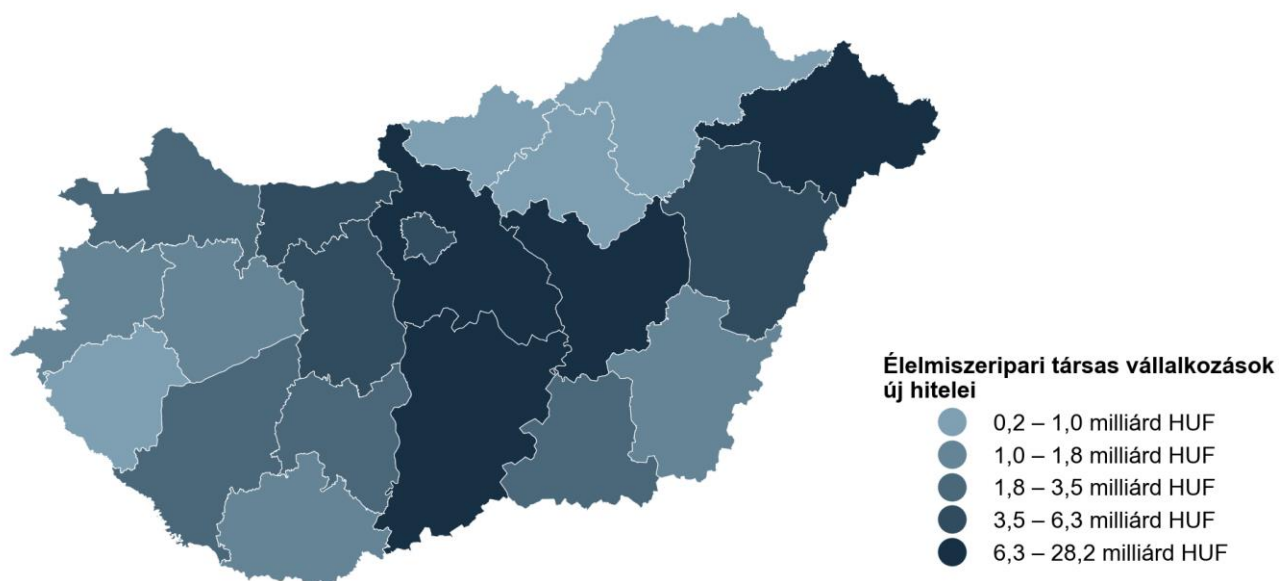 Élelmiszeripari társas vállalkozások
új hitelei
0,2 – 1,0 milliárd HUF
1,0 – 1,8 milliárd HUF
1,8 – 3,5 milliárd HUF
3,5 – 6,3 milliárd HUF
6,3 – 28,2 milliárd HUF